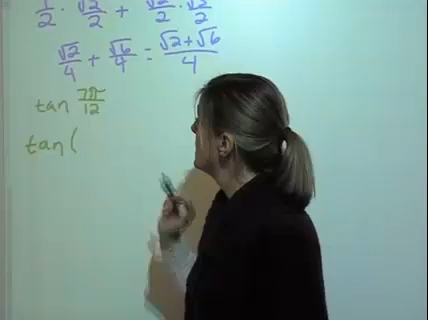 1/2 · √2/2 + √2/2 · √2/2
√2/4 + √6/4 = √2+√6/4
tan 7π/12
tan (